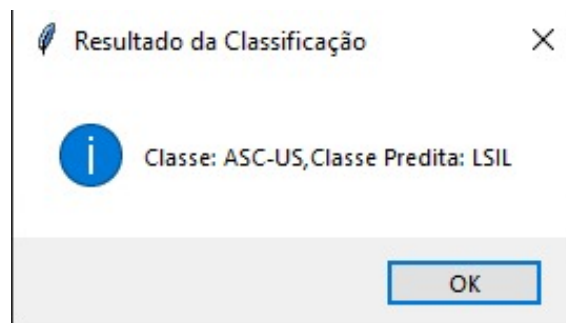 Resultado da Classificação
Classe: ASC-US,Classe Predita: LSIL
OK